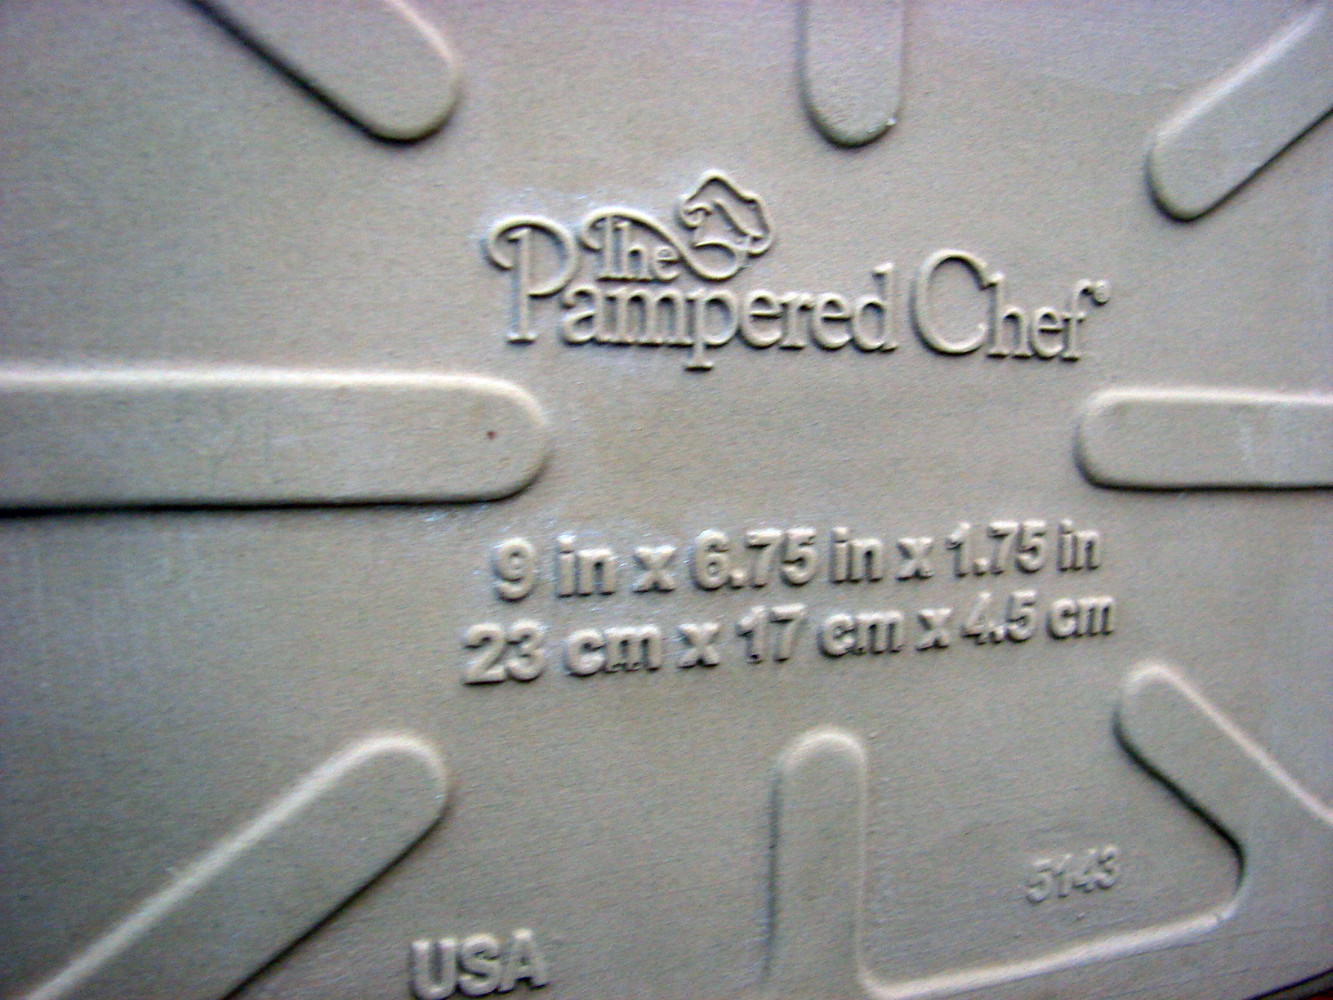 The
Pampered Chef®
9 in x 6.75 in x 1.75 in
23 cm x 17 cm x 4.5 cm
5143
USA